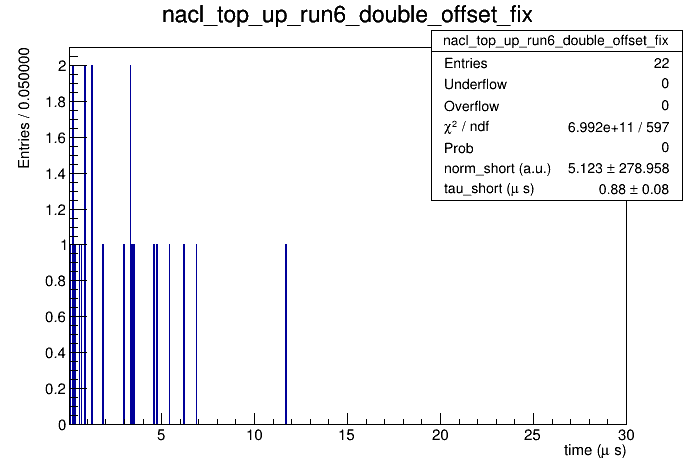 nacl_top_up_run6_double_offset_fix
nacl_top_up_run6_double_offset_fix
Entries 22
Underflow 0
Overflow 0
χ² / ndf 6.992e+11 / 597
Prob 0
norm_short (a.u.) 5.123 ± 278.958
tau_short (μ s) 0.88 ± 0.08
Entries / 0.050000
2
1.8
1.6
1.4
1.2
1
0.8
0.6
0.4
0.2
0
5 10 15 20 25 30
time (μ s)